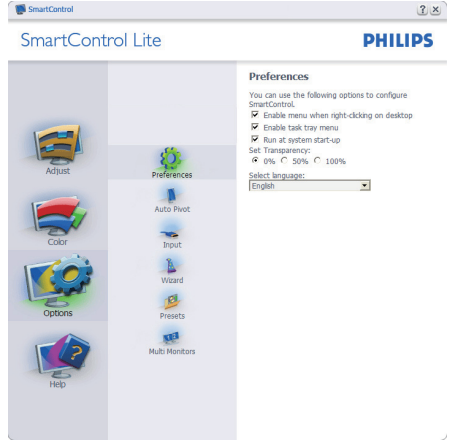 SmartControl
SmartControl Lite
PHILIPS
Adjust
Color
Options
Help
Preferences
Auto Pivot
Input
Wizard
Presets
Multi Monitors
Preferences
You can use the following options to configure
SmartControl.
Enable menu when right-clicking on desktop
Enable task tray menu
Run at system start-up
Set Transparency:
0% 50% 100%
Select language:
English